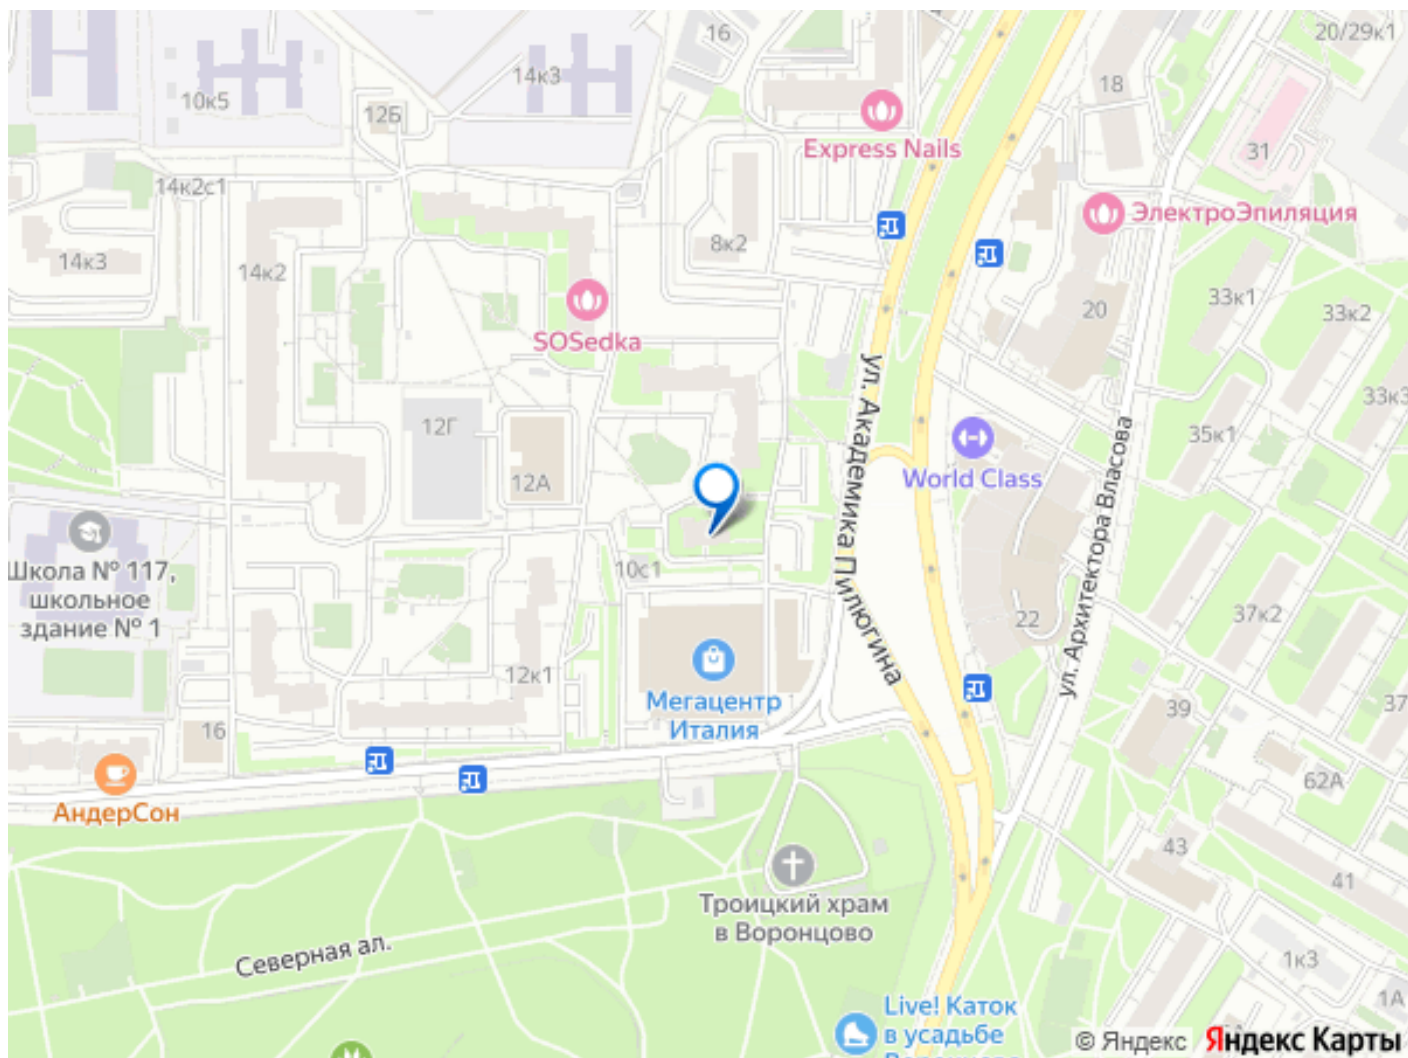 16
20/29к1
14к3
18
10к5
12Б
Express Nails
31
14к2с1
ЭлектроЭпиляция
8к2
14к3
14к2
33к1
20
33к2
SOSedka
ул. Академика Пилюгина
33к3
12Г
35к1
ул. Архитектора Власова
World Class
12А
Школа № 117,
школьное
здание № 1
10с1
22
37к2
12к1
Мегацентр
Италия
39
37
16
62А
АндерСон
43
41
Троицкий храм
в Воронцово
Северная ал.
1к3
1А
Live! Каток
в усадьбе
© Яндекс Яндекс Карты